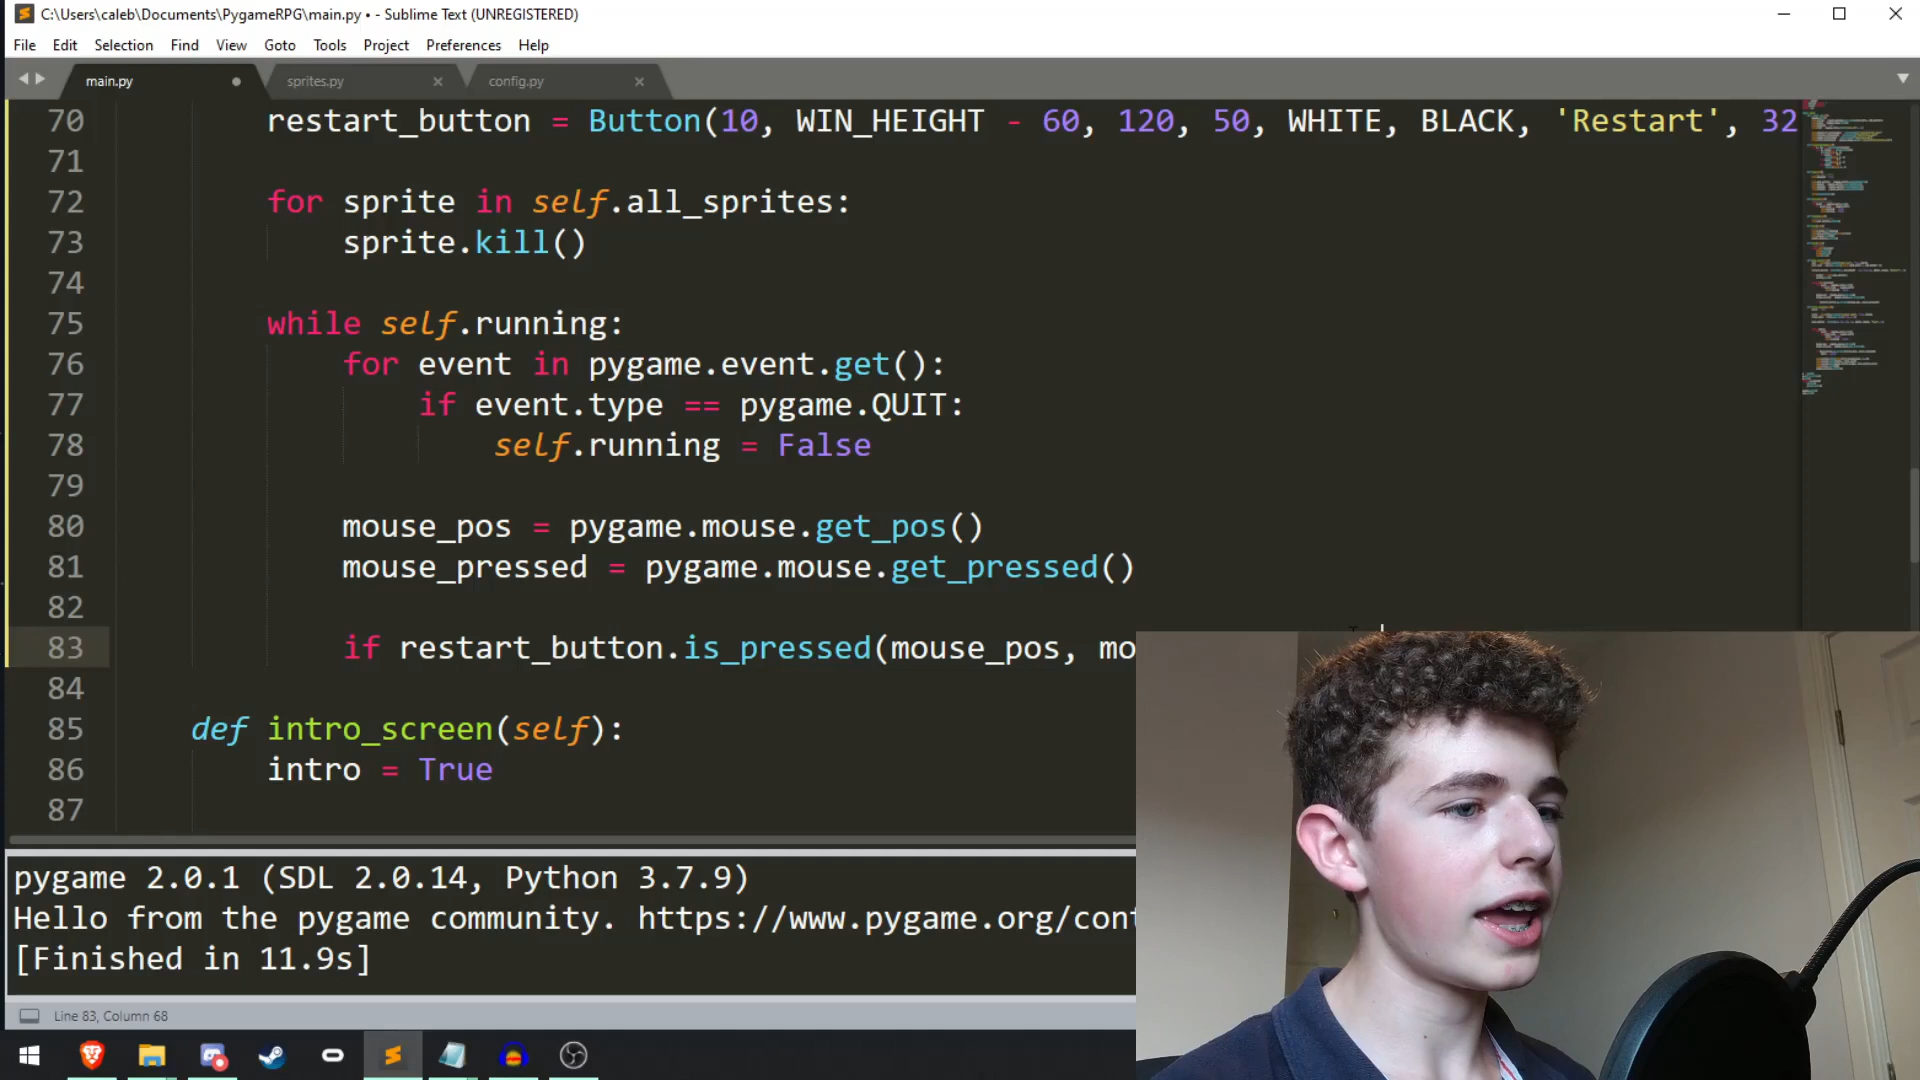 C:\Users\caleb\Documents\PygameRPG\main.py • - Sublime Text (UNREGISTERED)
File Edit Selection Find View Goto Tools Project Preferences Help
main.py sprites.py config.py
70 restart_button = Button(10, WIN_HEIGHT - 60, 120, 50, WHITE, BLACK, 'Restart', 32
71
72 for sprite in self.all_sprites:
73 sprite.kill()
74
75 while self.running:
76 for event in pygame.event.get():
77 if event.type == pygame.QUIT:
78 self.running = False
79
80 mouse_pos = pygame.mouse.get_pos()
81 mouse_pressed = pygame.mouse.get_pressed()
82
83 if restart_button.is_pressed(mouse_pos, mo
84
85 def intro_screen(self):
86 intro = True
87
pygame 2.0.1 (SDL 2.0.14, Python 3.7.9)
Hello from the pygame community. https://www.pygame.org/cont
[Finished in 11.9s]
Line 83, Column 68